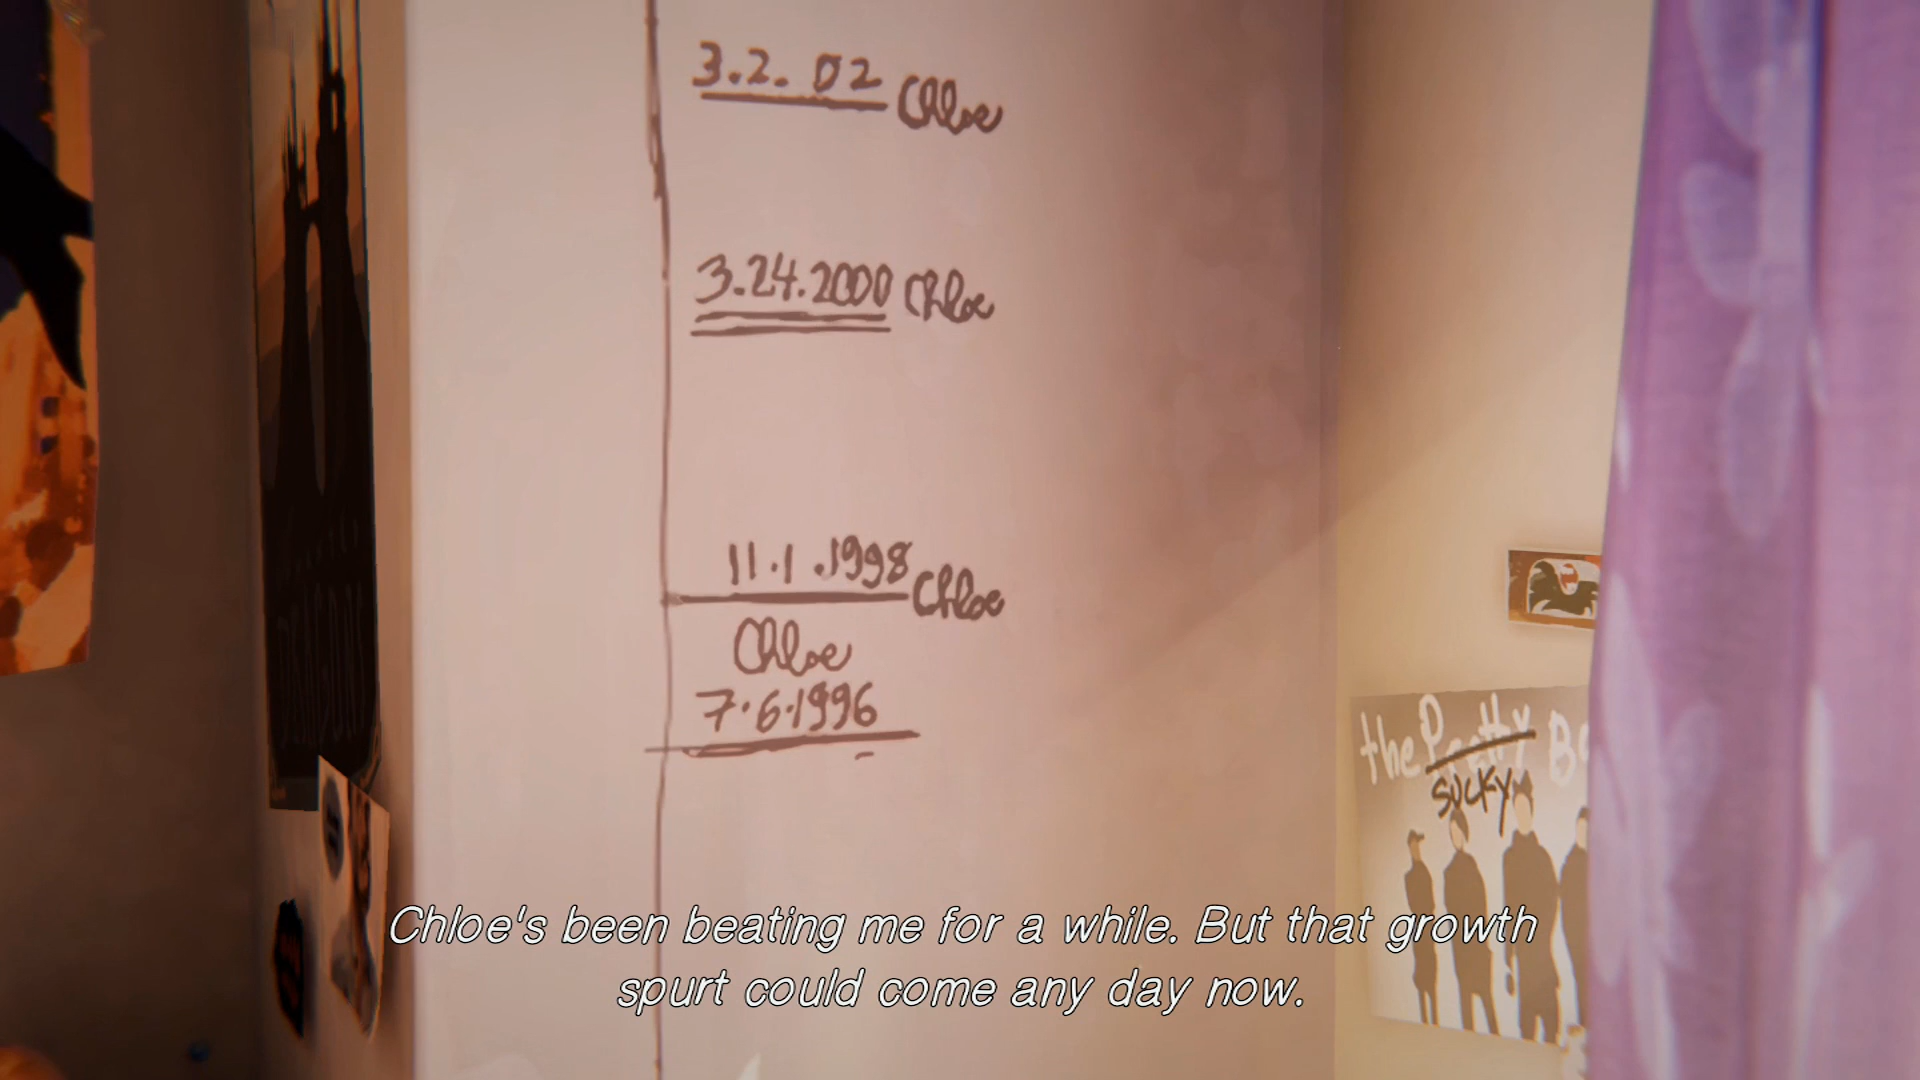 3.2. 02 Chloe
3.24.2000 Chloe
11.1.1998 Chloe
Chloe
7.6.1996
the Pretty
SUCKY
Chloe's been beating me for a while. But that growth
spurt could come any day now.